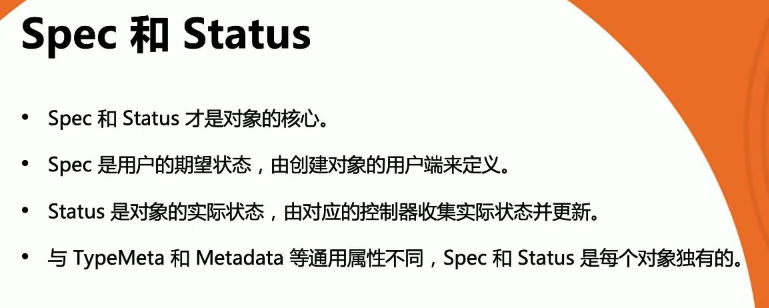 Spec 和 Status
• Spec 和 Status 才是对象的核心。
• Spec 是用户的期望状态，由创建对象的用户端来定义。
• Status 是对象的实际状态，由对应的控制器收集实际状态并更新。
• 与 TypeMeta 和 Metadata 等通用属性不同，Spec 和 Status 是每个对象独有的。